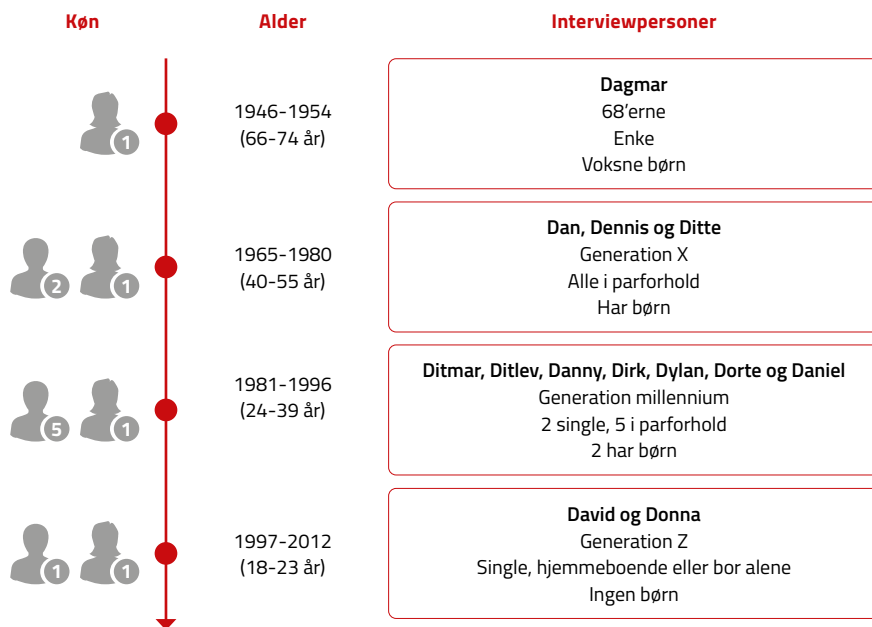 Køn
Alder
Interviewpersoner
1
1946-1954
(66-74 år)
Dagmar
68’erne
Enke
Voksne børn
2
1
1965-1980
(40-55 år)
Dan, Dennis og Ditte
Generation X
Alle i parforhold
Har børn
5
1
1981-1996
(24-39 år)
Ditmar, Ditlev, Danny, Dirk, Dylan, Dorte og Daniel
Generation millennium
2 single, 5 i parforhold
2 har børn
1
1
1997-2012
(18-23 år)
David og Donna
Generation Z
Single, hjemmeboende eller bor alene
Ingen børn